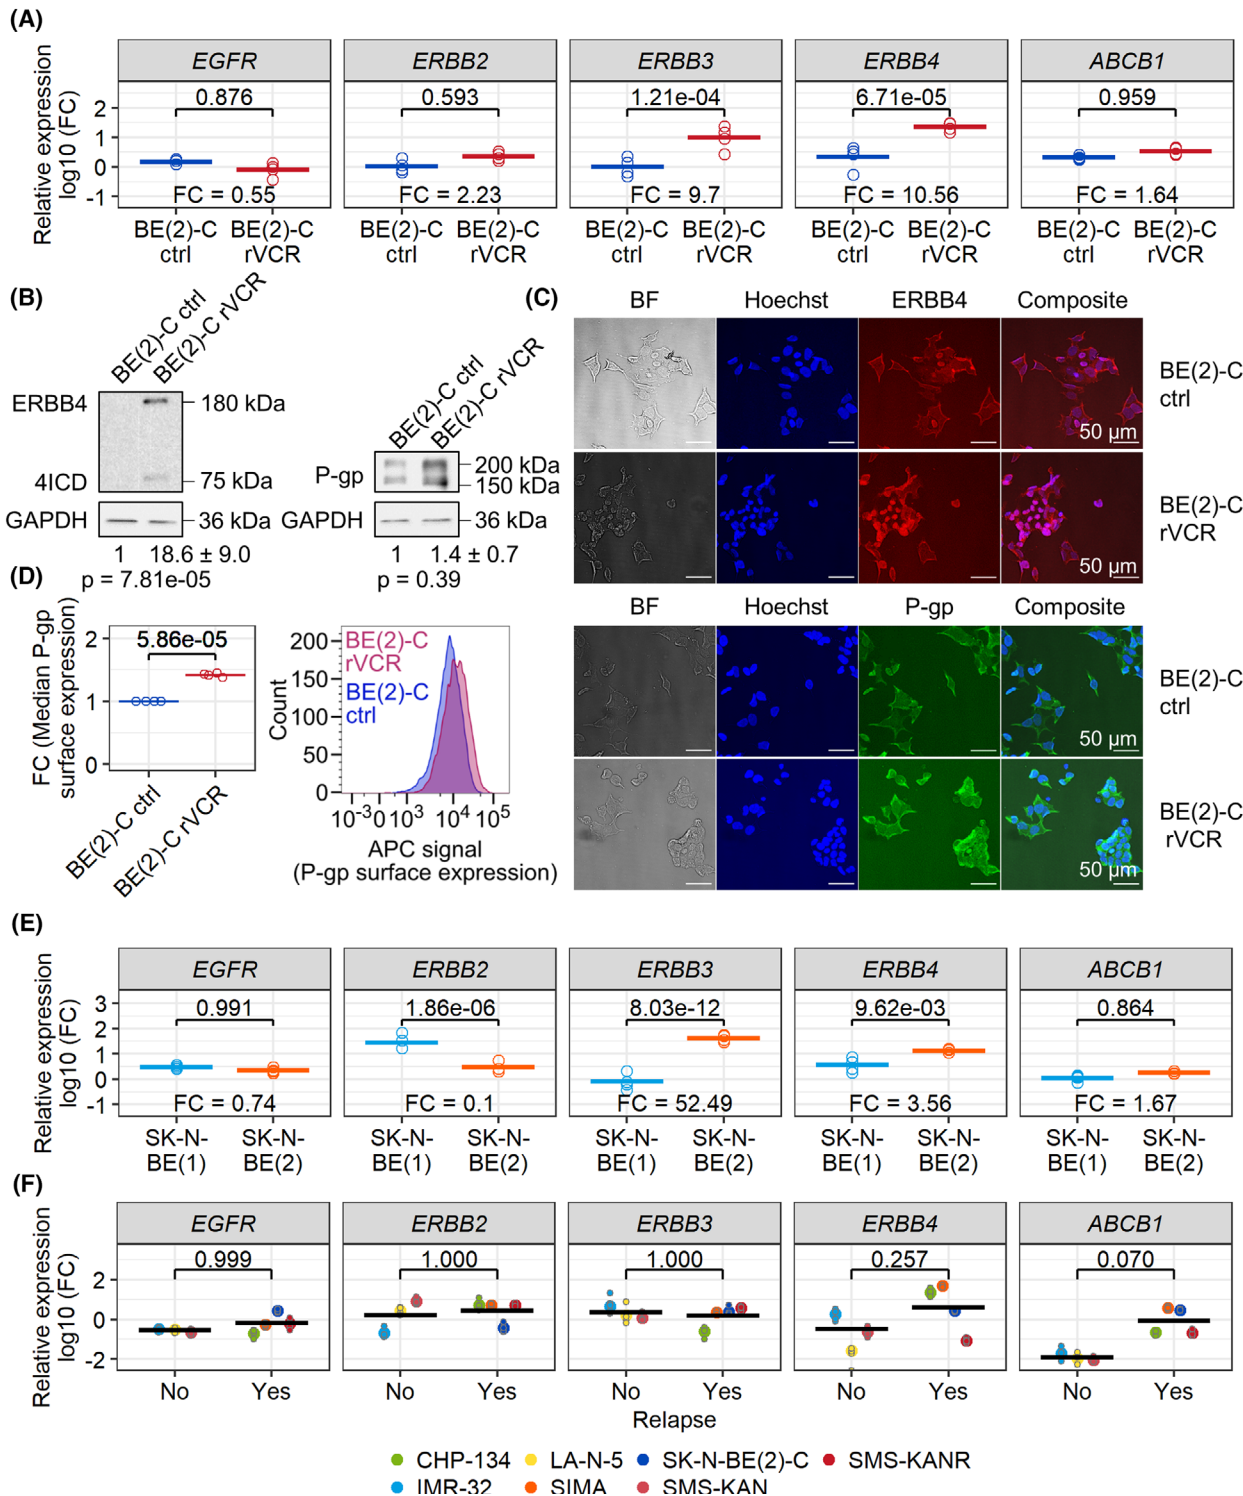 (A)
EGFR ERBB2 ERBB3 ERBB4 ABCB1
Relative expression
log10 (FC)
2
1
0
-1
0.876 0.593 1.21e-04 6.71e-05 0.959
FC = 0.55 FC = 2.23 FC = 9.7 FC = 10.56 FC = 1.64
BE(2)-C ctrl BE(2)-C rVCR BE(2)-C ctrl BE(2)-C rVCR BE(2)-C ctrl BE(2)-C rVCR BE(2)-C ctrl BE(2)-C rVCR BE(2)-C ctrl BE(2)-C rVCR
(B)
BE(2)-C ctrl
BE(2)-C rVCR
ERBB4
180 kDa
4ICD
75 kDa
GAPDH
36 kDa
1 18.6 ± 9.0
p = 7.81e-05
BE(2)-C ctrl
BE(2)-C rVCR
P-gp
200 kDa
150 kDa
GAPDH
36 kDa
1 1.4 ± 0.7
p = 0.39
(C)
BF Hoechst ERBB4 Composite
BE(2)-C
ctrl
50 µm
BE(2)-C
rVCR
50 µm
BF Hoechst P-gp Composite
BE(2)-C
ctrl
50 µm
BE(2)-C
rVCR
50 µm
(D)
FC (Median P-gp
surface expression)
2
1
0
5.86e-05
BE(2)-C ctrl
BE(2)-C rVCR
Count
200
150
100
50
0
BE(2)-C
rVCR
BE(2)-C
ctrl
10-3 0 103 104 105
APC signal
(P-gp surface expression)
(E)
EGFR ERBB2 ERBB3 ERBB4 ABCB1
Relative expression
log10 (FC)
3
2
1
0
-1
0.991 1.86e-06 8.03e-12 9.62e-03 0.864
FC = 0.74 FC = 0.1 FC = 52.49 FC = 3.56 FC = 1.67
SK-N- SK-N- SK-N- SK-N- SK-N- SK-N- SK-N- SK-N- SK-N- SK-N-
BE(1) BE(2) BE(1) BE(2) BE(1) BE(2) BE(1) BE(2) BE(1) BE(2)
(F)
EGFR ERBB2 ERBB3 ERBB4 ABCB1
Relative expression
log10 (FC)
2
0
-2
0.999 1.000 1.000 0.257 0.070
No Yes No Yes No Yes No Yes No Yes
Relapse
CHP-134 LA-N-5 SK-N-BE(2)-C SMS-KANR
IMR-32 SIMA SMS-KAN